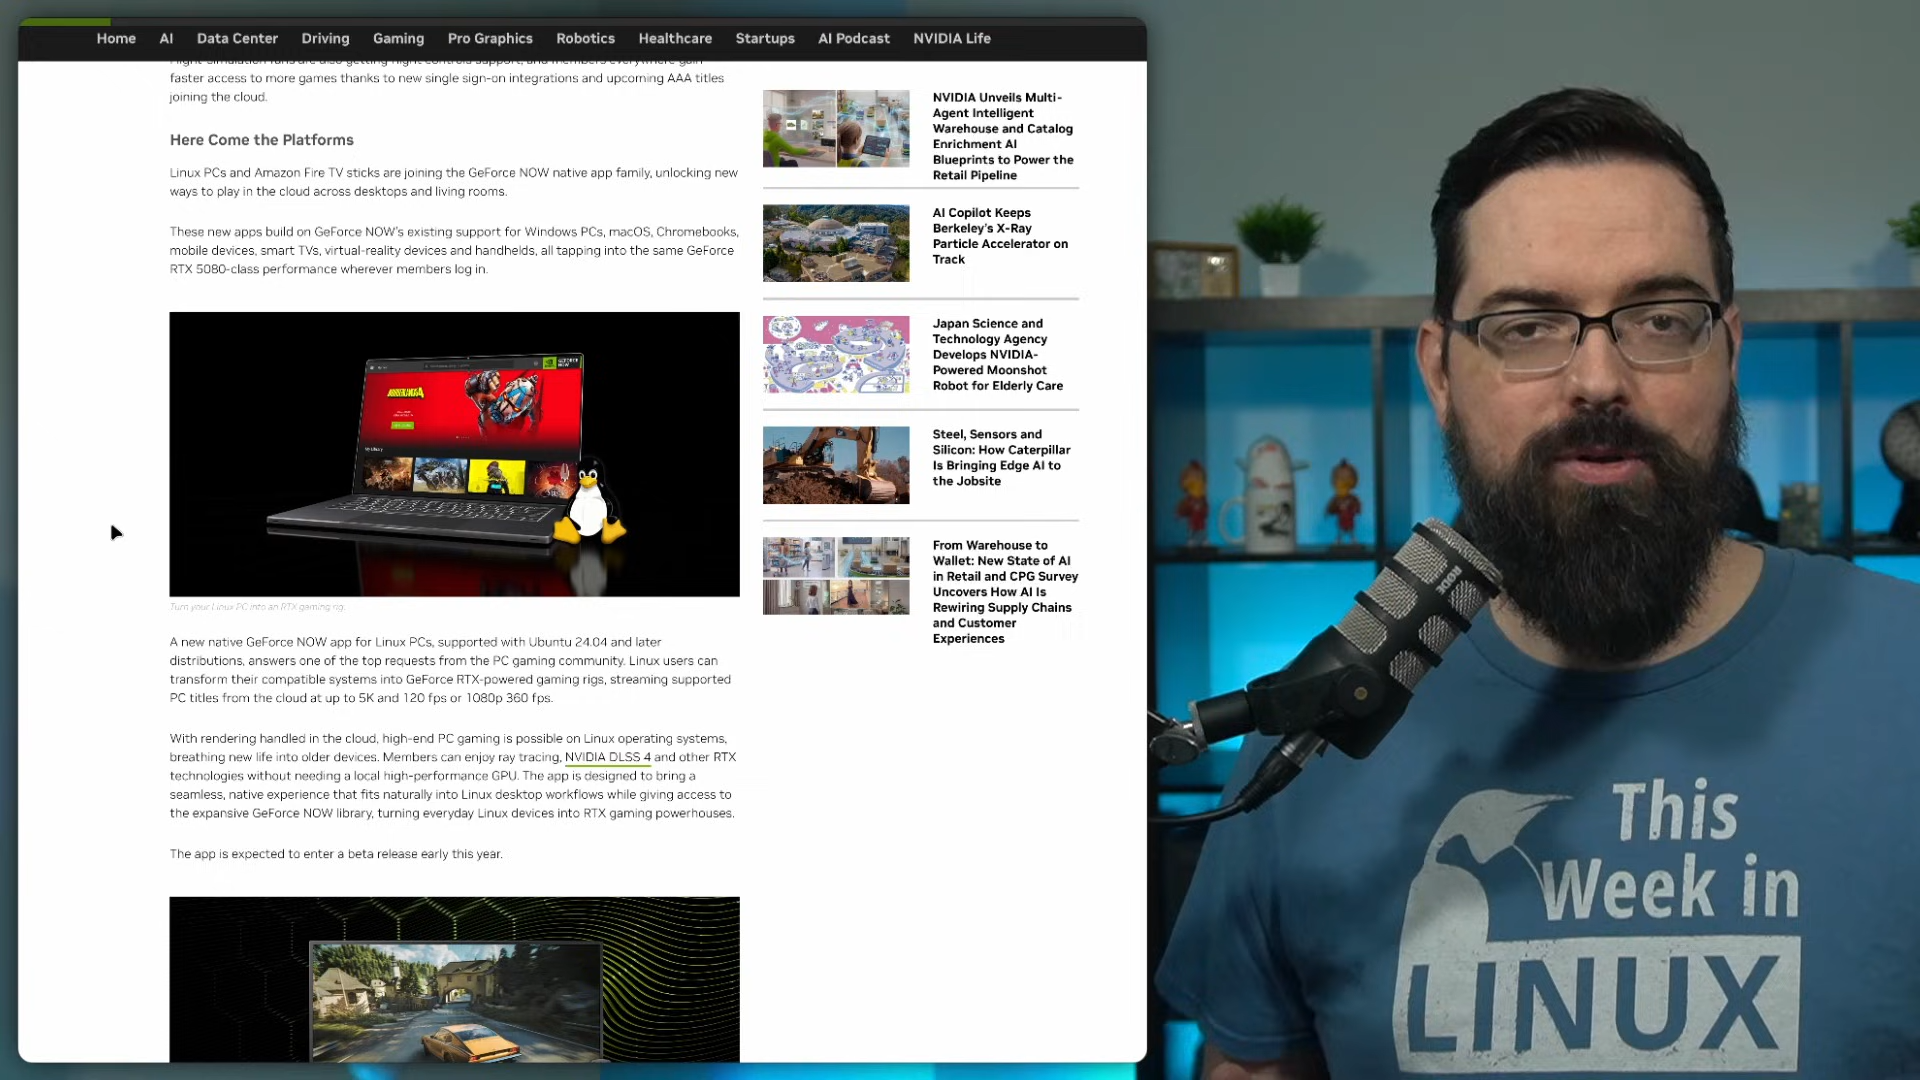 Home AI Data Center Driving Gaming Pro Graphics Robotics Healthcare Startups AI Podcast NVIDIA Life
faster access to more games thanks to new single sign-on integrations and upcoming AAA titles
joining the cloud.
Here Come the Platforms
Linux PCs and Amazon Fire TV sticks are joining the GeForce NOW native app family, unlocking new
ways to play in the cloud across desktops and living rooms.
These new apps build on GeForce NOW's existing support for Windows PCs, macOS, Chromebooks,
mobile devices, smart TVs, virtual-reality devices and handhelds, all tapping into the same GeForce
RTX 5080-class performance wherever members log in.
Turn your Linux PC into an RTX gaming rig.
A new native GeForce NOW app for Linux PCs, supported with Ubuntu 24.04 and later
distributions, answers one of the top requests from the PC gaming community. Linux users can
transform their compatible systems into GeForce RTX-powered gaming rigs, streaming supported
PC titles from the cloud at up to 5K and 120 fps or 1080p 360 fps.
With rendering handled in the cloud, high-end PC gaming is possible on Linux operating systems,
breathing new life into older devices. Members can enjoy ray tracing, NVIDIA DLSS 4 and other RTX
technologies without needing a local high-performance GPU. The app is designed to bring a
seamless, native experience that fits naturally into Linux desktop workflows while giving access to
the expansive GeForce NOW library, turning everyday Linux devices into RTX gaming powerhouses.
The app is expected to enter a beta release early this year.
NVIDIA Unveils Multi-
Agent Intelligent
Warehouse and Catalog
Enrichment AI
Blueprints to Power the
Retail Pipeline
AI Copilot Keeps
Berkeley's X-Ray
Particle Accelerator on
Track
Japan Science and
Technology Agency
Develops NVIDIA-
Powered Moonshot
Robot for Elderly Care
Steel, Sensors and
Silicon: How Caterpillar
Is Bringing Edge AI to
the Jobsite
From Warehouse to
Wallet: New State of AI
in Retail and CPG Survey
Uncovers How AI Is
Rewiring Supply Chains
and Customer
Experiences
RØDE
This
Week in
LINUX